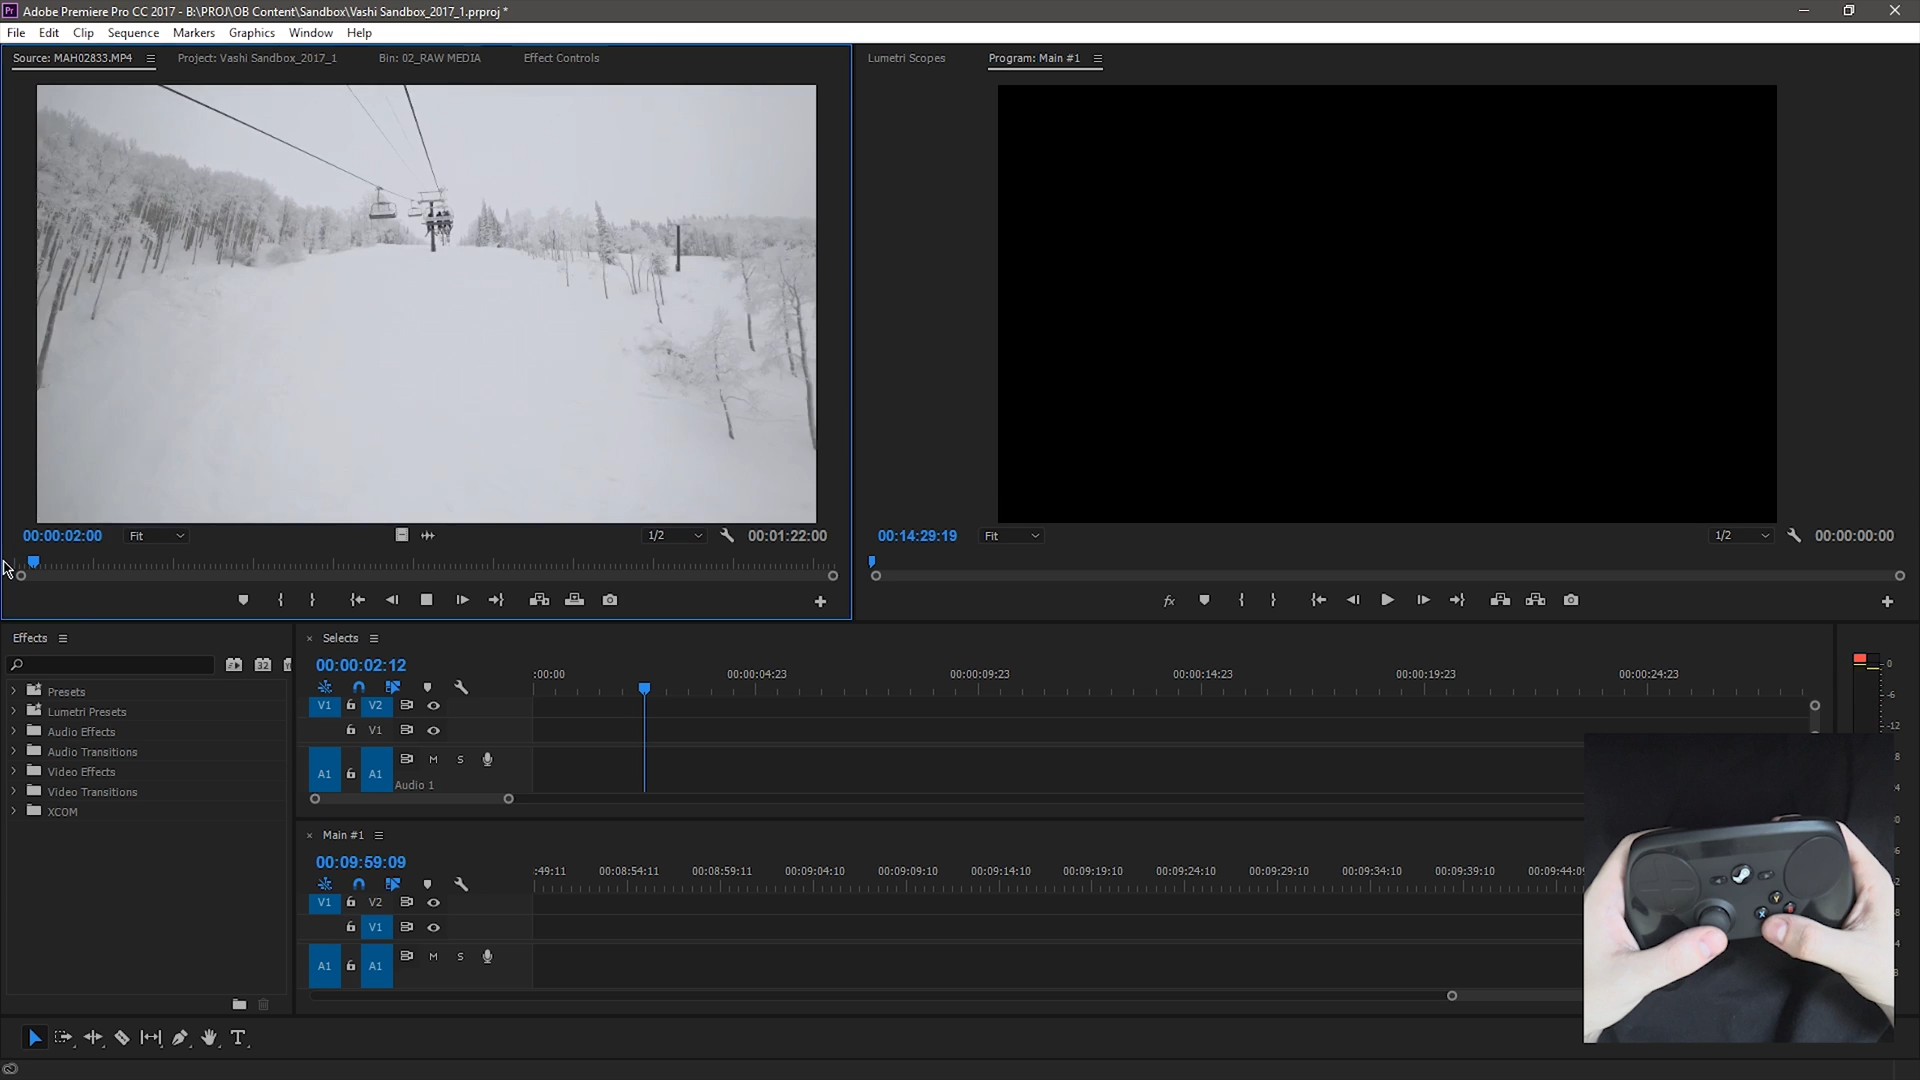 Pr Adobe Premiere Pro CC 2017 - B:\PROJ\OB Content\Sandbox\Vashi Sandbox_2017_1.prproj *
File Edit Clip Sequence Markers Graphics Window Help
Source: MAH02833.MP4 Project: Vashi Sandbox_2017_1 Bin: 02_RAW MEDIA Effect Controls
Lumetri Scopes Program: Main #1
00:00:02:00 Fit 1/2 00:01:22:00
00:14:29:19 Fit 1/2 00:00:00:00
fx
Effects
32
Presets
Lumetri Presets
Audio Effects
Audio Transitions
Video Effects
Video Transitions
XCOM
Selects
00:00:02:12
:00:00 00:00:04:23 00:00:09:23 00:00:14:23 00:00:19:23 00:00:24:23
V1 V2
V1
A1 A1 M S
Audio 1
Main #1
00:09:59:09
:49:11 00:08:54:11 00:08:59:11 00:09:04:10 00:09:09:10 00:09:14:10 00:09:19:10 00:09:24:10 00:09:29:10 00:09:34:10 00:09:39:10 00:09:44:09
V1 V2
V1
A1 A1 M S
0
-6
-12
Y
X
T